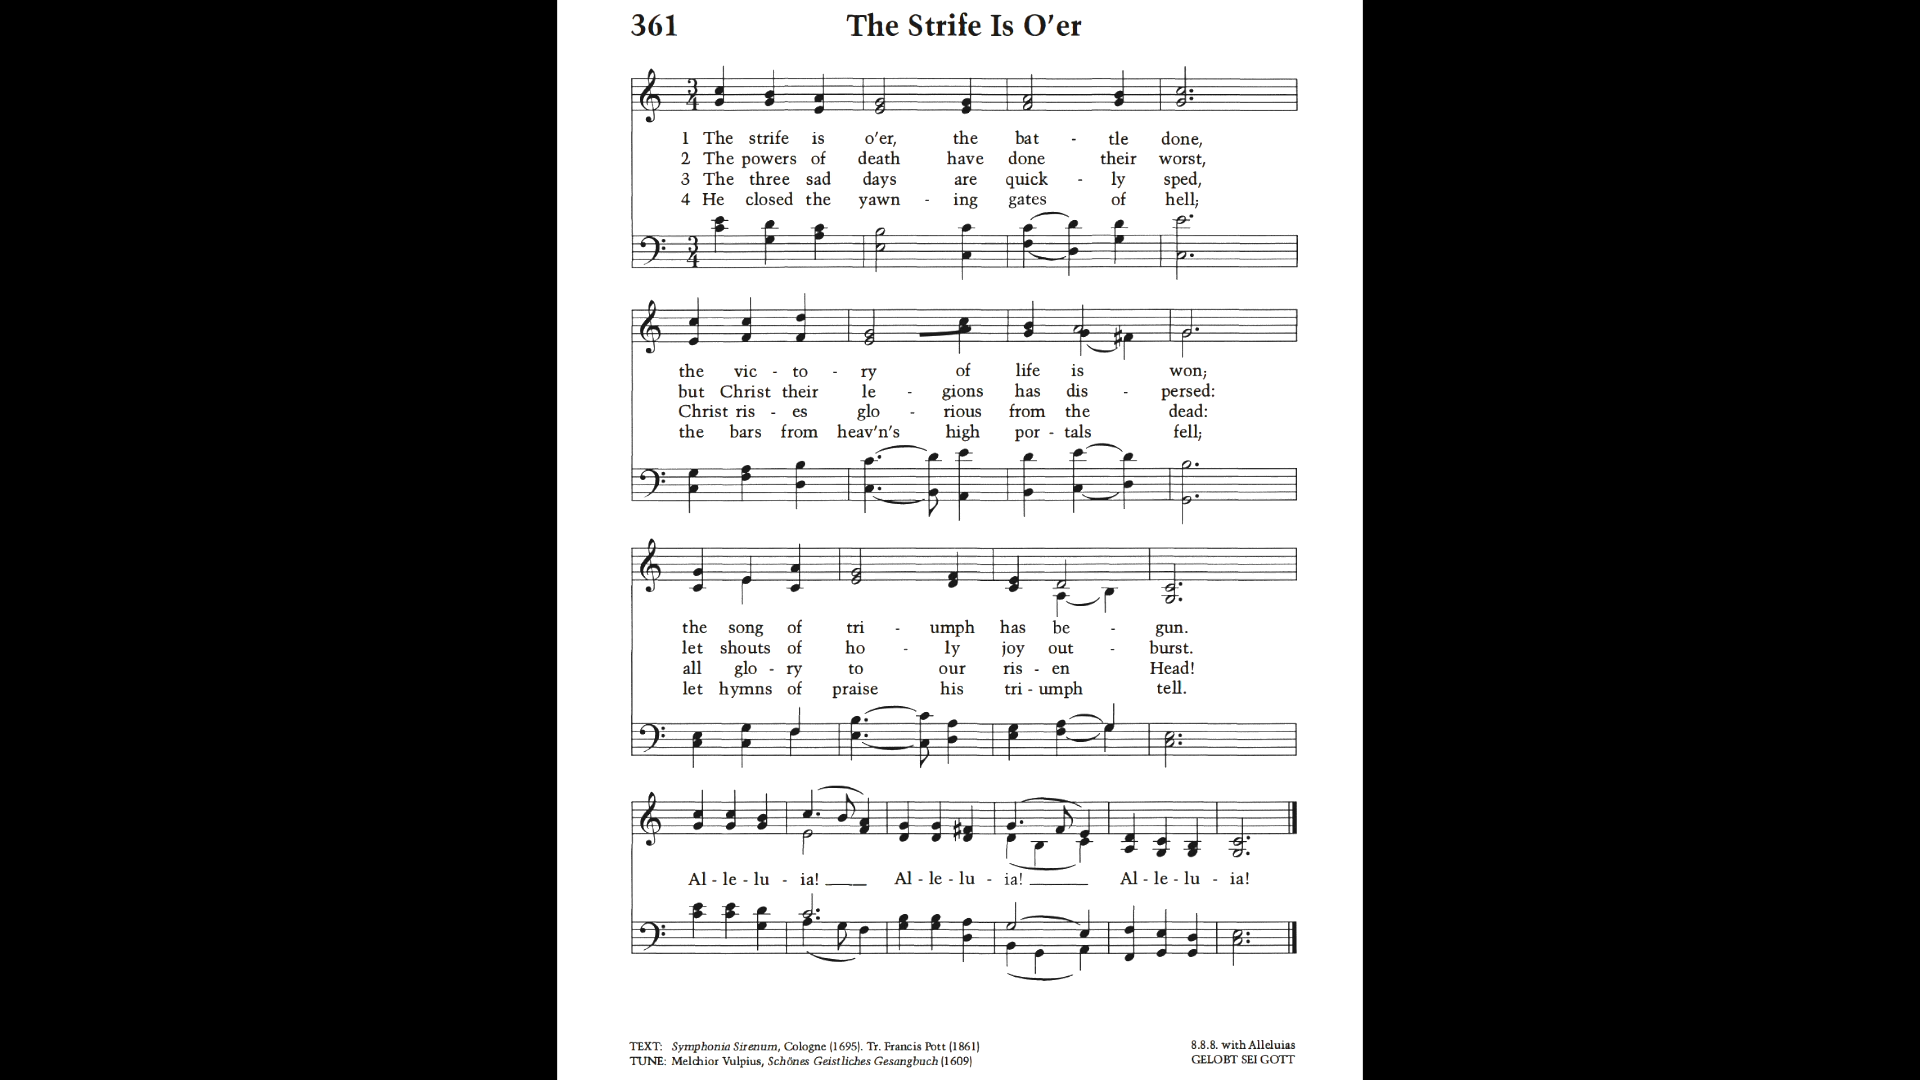 361 The Strife Is O'er
1 The strife is o'er, the bat - tle done,
2 The powers of death have done their worst,
3 The three sad days are quick - ly sped,
4 He closed the yawn - ing gates of hell;
the vic - to - ry of life is won;
but Christ their le - gions has dis - persed:
Christ ris - es glo - rious from the dead:
the bars from heav'n's high por - tals fell;
the song of tri - umph has be - gun.
let shouts of ho - ly joy out - burst.
all glo - ry to our ris - en Head!
let hymns of praise his tri - umph tell.
Al - le - lu - ia! Al - le - lu - ia! Al - le - lu - ia!
TEXT: Symphonia Sirenum, Cologne (1695). Tr. Francis Pott (1861) 8.8.8. with Alleluias
TUNE: Melchior Vulpius, Schönes Geistliches Gesangbuch (1609) GELOBT SEI GOTT